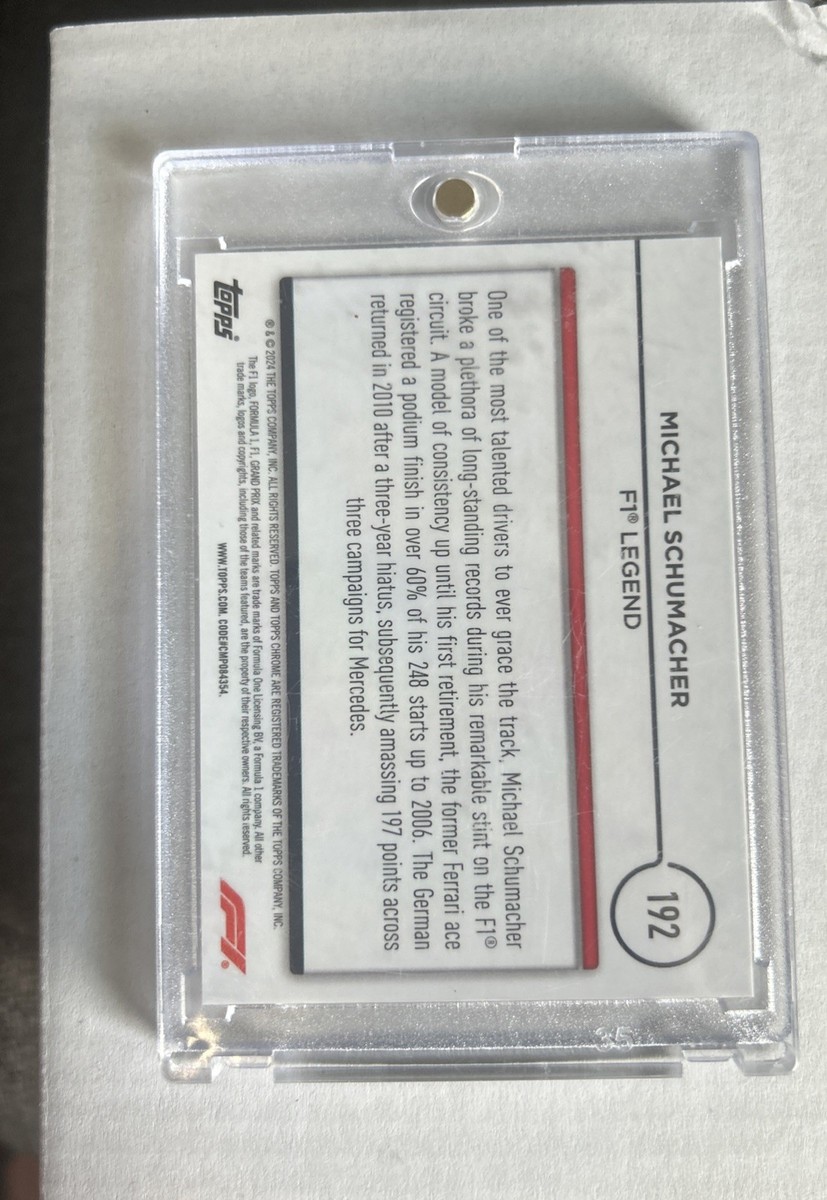 MICHAEL SCHUMACHER
192
F1® LEGEND
One of the most talented drivers to ever grace the track, Michael Schumacher
broke a plethora of long-standing records during his remarkable stint on the F1®
circuit. A model of consistency up until his first retirement, the former Ferrari ace
registered a podium finish in over 60% of his 248 starts up to 2006. The German
returned in 2010 after a three-year hiatus, subsequently amassing 197 points across
three campaigns for Mercedes.
topps®
® & © 2024 THE TOPPS COMPANY, INC. ALL RIGHTS RESERVED. TOPPS AND TOPPS CHROME ARE REGISTERED TRADEMARKS OF THE TOPPS COMPANY, INC.
The F1 logo, FORMULA 1, F1, GRAND PRIX and related marks are trade marks of Formula One Licensing BV, a Formula 1 company. All other
trade marks, logos and copyrights, including those of the teams featured, are the property of their respective owners. All rights reserved.
WWW.TOPPS.COM. CODE#CMP084354.
F1
35